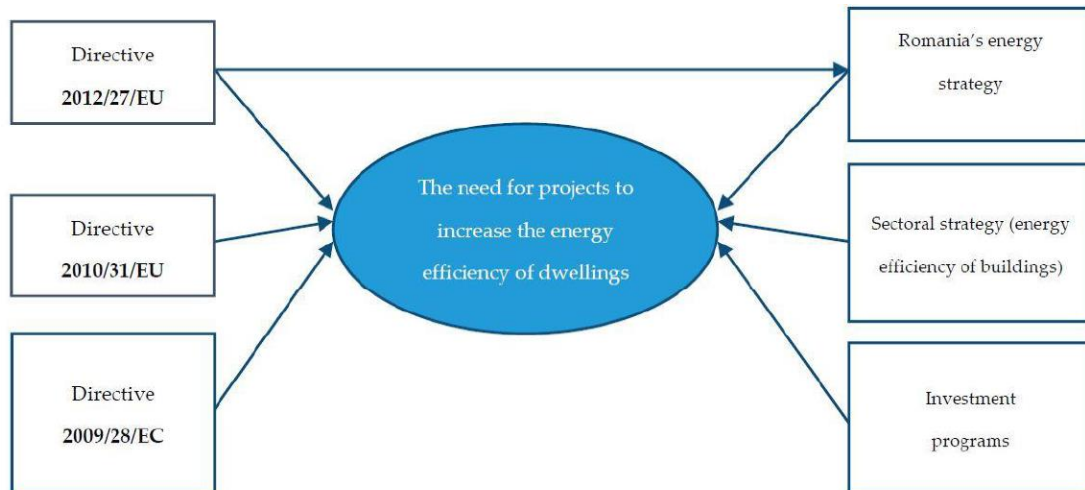 Directive
2012/27/EU
Directive
2010/31/EU
Directive
2009/28/EC
The need for projects to
increase the energy
efficiency of dwellings
Romania's energy
strategy
Sectoral strategy (energy
efficiency of buildings)
Investment
programs